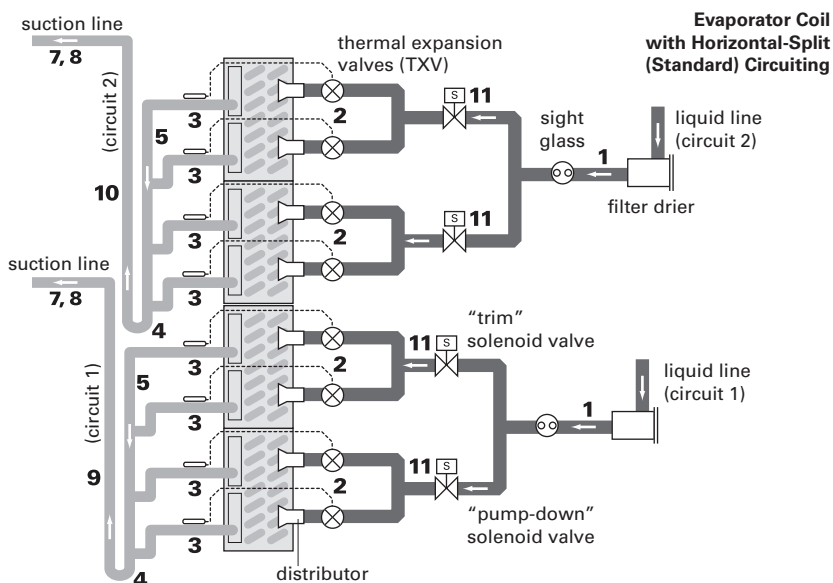 Evaporator Coil
with Horizontal-Split
(Standard) Circuiting
suction line
7, 8
thermal expansion
valves (TXV)
11
S
sight
glass
liquid line
(circuit 2)
(circuit 2)
3
2
5
1
3
filter drier
10
11
S
3
2
suction line
7, 8
3
4
"trim"
solenoid valve
11
S
5
3
2
liquid line
(circuit 1)
(circuit 1)
3
1
9
11
S
3
2
"pump-down"
solenoid valve
3
4
distributor